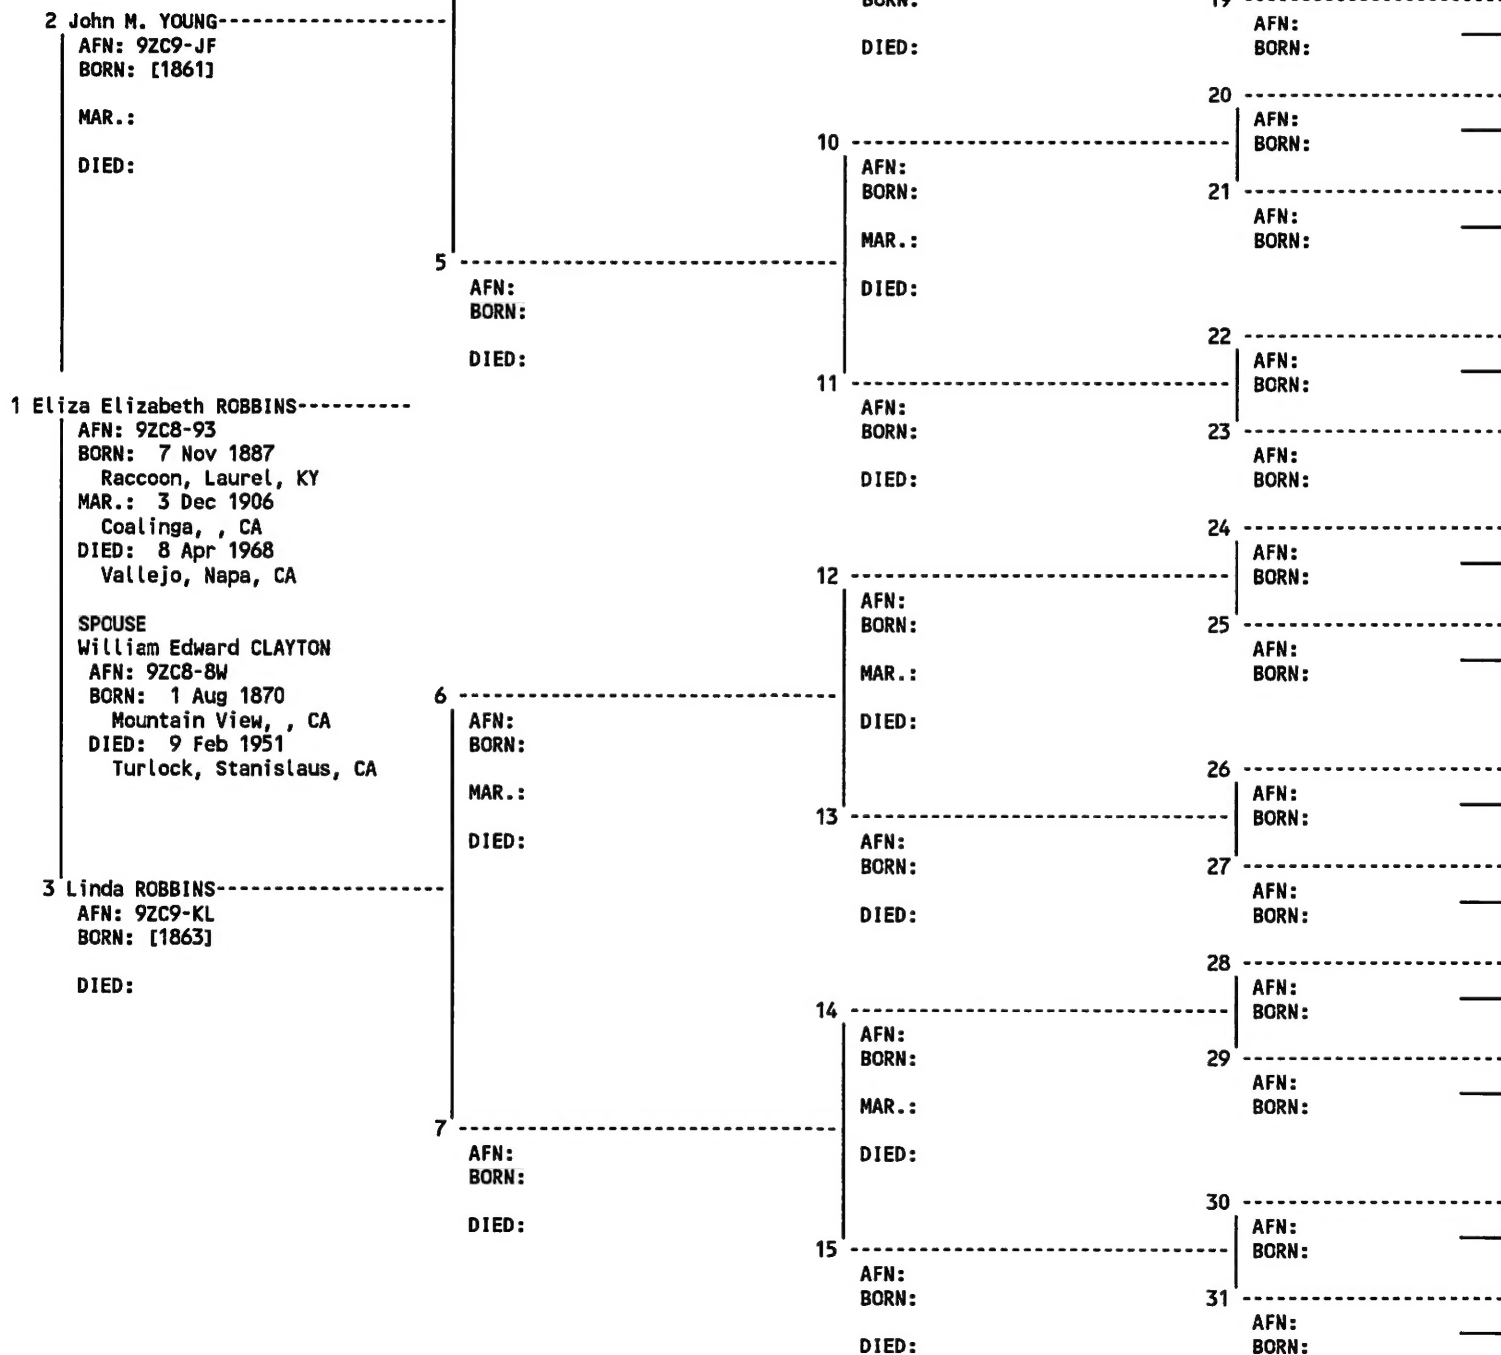 2 John M. YOUNG--------------------
AFN: 9ZC9-JF
BORN: [1861]
MAR.:
DIED:
1 Eliza Elizabeth ROBBINS----------
AFN: 9ZC8-93
BORN: 7 Nov 1887
Raccoon, Laurel, KY
MAR.: 3 Dec 1906
Coalinga, , CA
DIED: 8 Apr 1968
Vallejo, Napa, CA
SPOUSE
William Edward CLAYTON
AFN: 9ZC8-8W
BORN: 1 Aug 1870
Mountain View, , CA
DIED: 9 Feb 1951
Turlock, Stanislaus, CA
3 Linda ROBBINS--------------------
AFN: 9ZC9-KL
BORN: [1863]
DIED:
5
AFN:
BORN:
DIED:
6
AFN:
BORN:
MAR.:
DIED:
7
AFN:
BORN:
DIED:
BORN:
DIED:
10
AFN:
BORN:
MAR.:
DIED:
11
AFN:
BORN:
DIED:
12
AFN:
BORN:
MAR.:
DIED:
13
AFN:
BORN:
DIED:
14
AFN:
BORN:
MAR.:
DIED:
15
AFN:
BORN:
DIED:
19
AFN:
BORN:
20
AFN:
BORN:
21
AFN:
BORN:
22
AFN:
BORN:
23
AFN:
BORN:
24
AFN:
BORN:
25
AFN:
BORN:
26
AFN:
BORN:
27
AFN:
BORN:
28
AFN:
BORN:
29
AFN:
BORN:
30
AFN:
BORN:
31
AFN:
BORN: